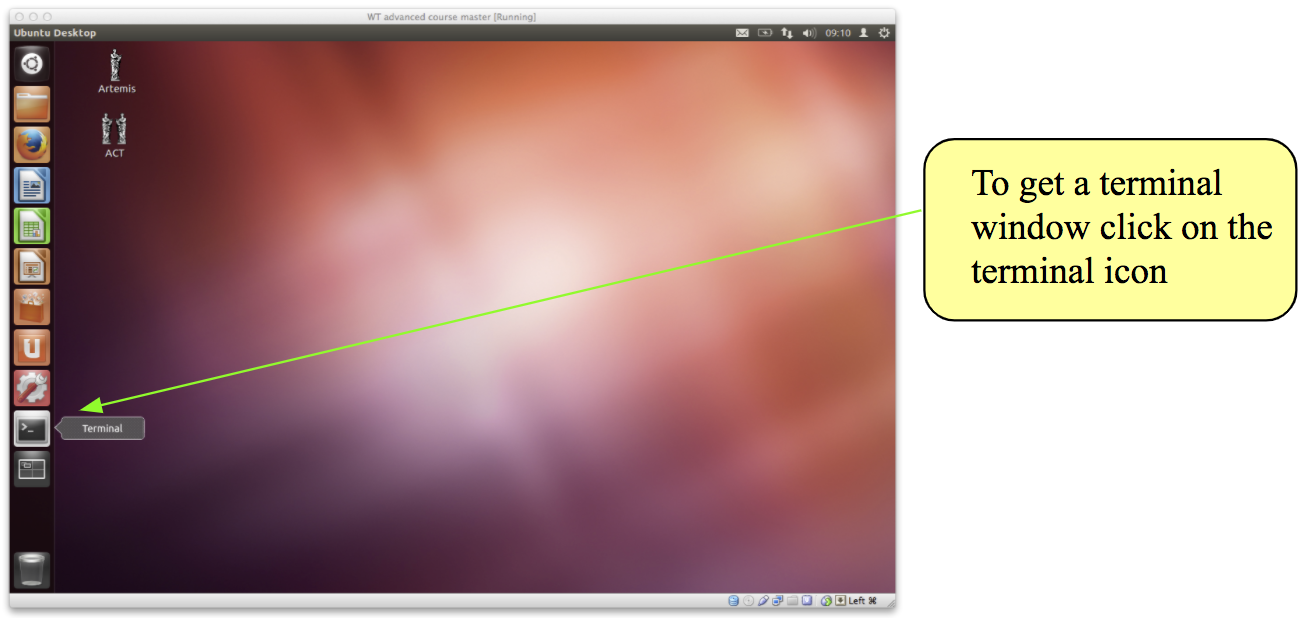 WT advanced course master [Running]
Ubuntu Desktop
09:10
Artemis
ACT
To get a terminal
window click on the
terminal icon
U
>_
Terminal
Left ⌘